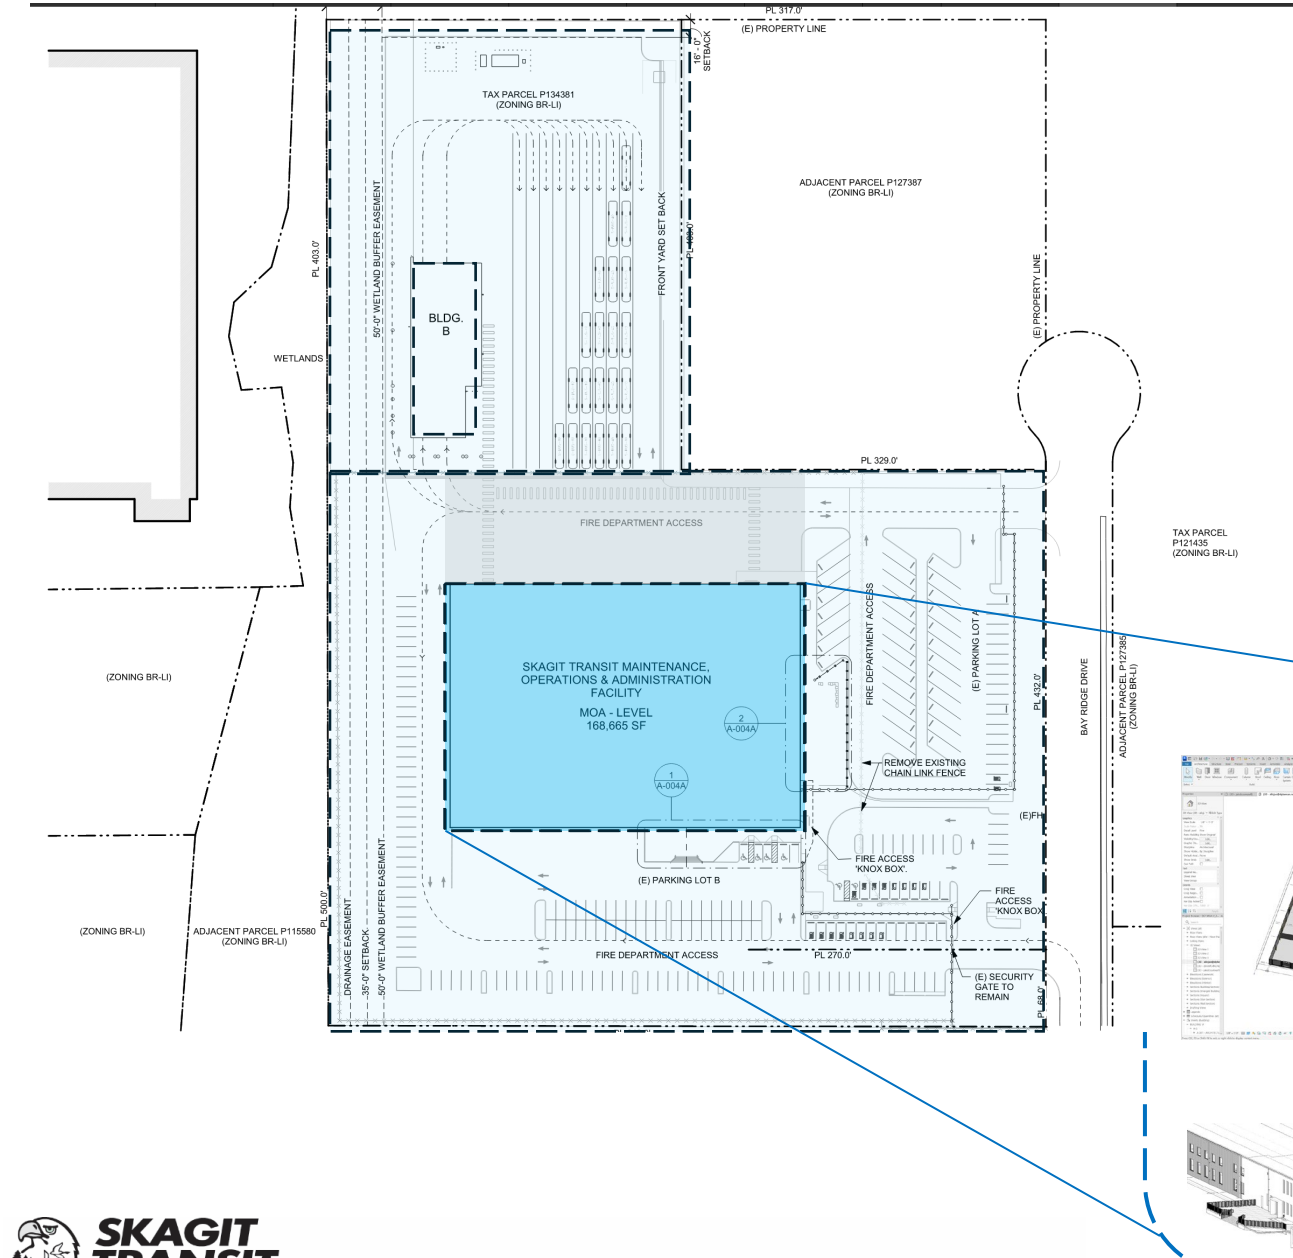 PL 317.0'
(E) PROPERTY LINE
16' - 0"
SETBACK
TAX PARCEL P134381
(ZONING BR-LI)
ADJACENT PARCEL P127387
(ZONING BR-LI)
50'-0" WETLAND BUFFER EASEMENT
FRONT YARD SET BACK
PL 403.0'
(E) PROPERTY LINE
BLDG.
B
WETLANDS
PL 329.0'
FIRE DEPARTMENT ACCESS
TAX PARCEL
P121435
(ZONING BR-LI)
FIRE DEPARTMENT ACCESS
(E) PARKING LOT A
SKAGIT TRANSIT MAINTENANCE,
OPERATIONS & ADMINISTRATION
FACILITY
MOA - LEVEL
168,665 SF
(ZONING BR-LI)
PL 432.0'
BAY RIDGE DRIVE
ADJACENT PARCEL P127385
(ZONING BR-LI)
2
A-004A
1
A-004A
REMOVE EXISTING
CHAIN LINK FENCE
(E)FH
FIRE ACCESS
'KNOX BOX'.
(E) PARKING LOT B
FIRE
ACCESS
'KNOX BOX
PL 500.0'
DRAINAGE EASEMENT
35'-0" SETBACK
50'-0" WETLAND BUFFER EASEMENT
(ZONING BR-LI)
ADJACENT PARCEL P115580
(ZONING BR-LI)
FIRE DEPARTMENT ACCESS
PL 270.0'
(E) SECURITY
GATE TO
REMAIN
PL 68.0'
SKAGIT
TRANSIT